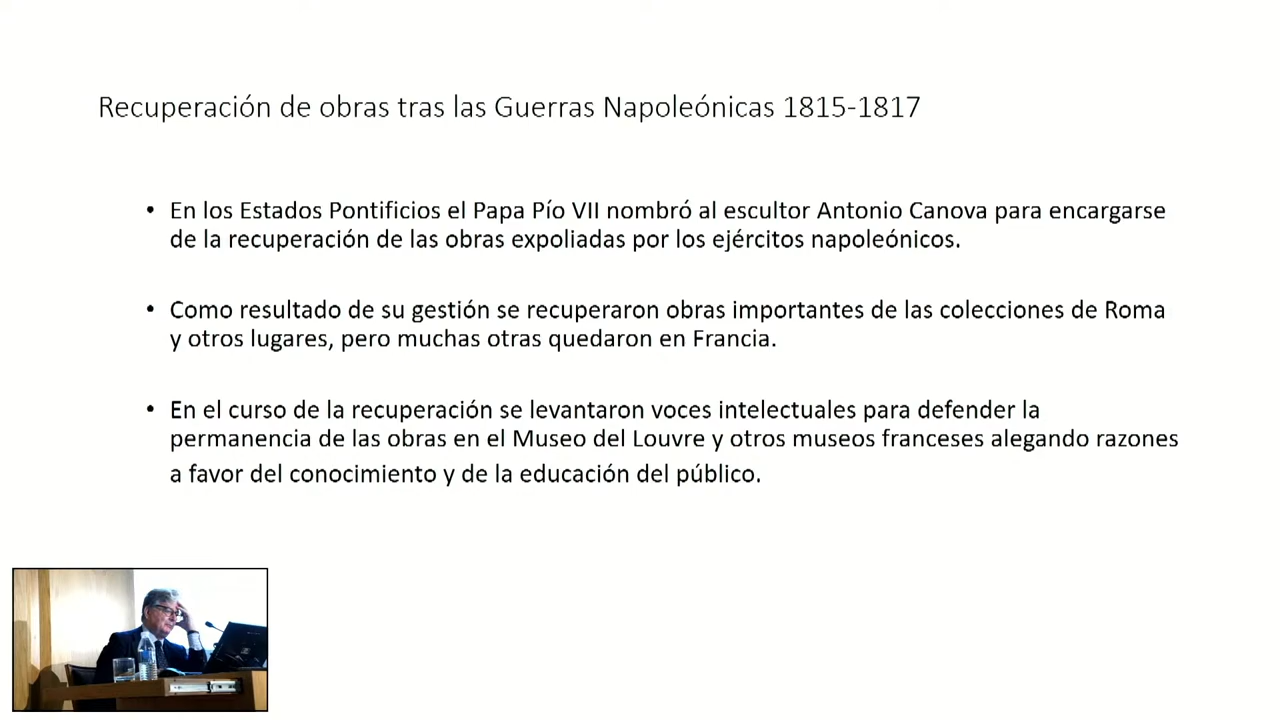 Recuperación de obras tras las Guerras Napoleónicas 1815-1817
• En los Estados Pontificios el Papa Pío VII nombró al escultor Antonio Canova para encargarse
de la recuperación de las obras expoliadas por los ejércitos napoleónicos.
• Como resultado de su gestión se recuperaron obras importantes de las colecciones de Roma
y otros lugares, pero muchas otras quedaron en Francia.
• En el curso de la recuperación se levantaron voces intelectuales para defender la
permanencia de las obras en el Museo del Louvre y otros museos franceses alegando razones
a favor del conocimiento y de la educación del público.